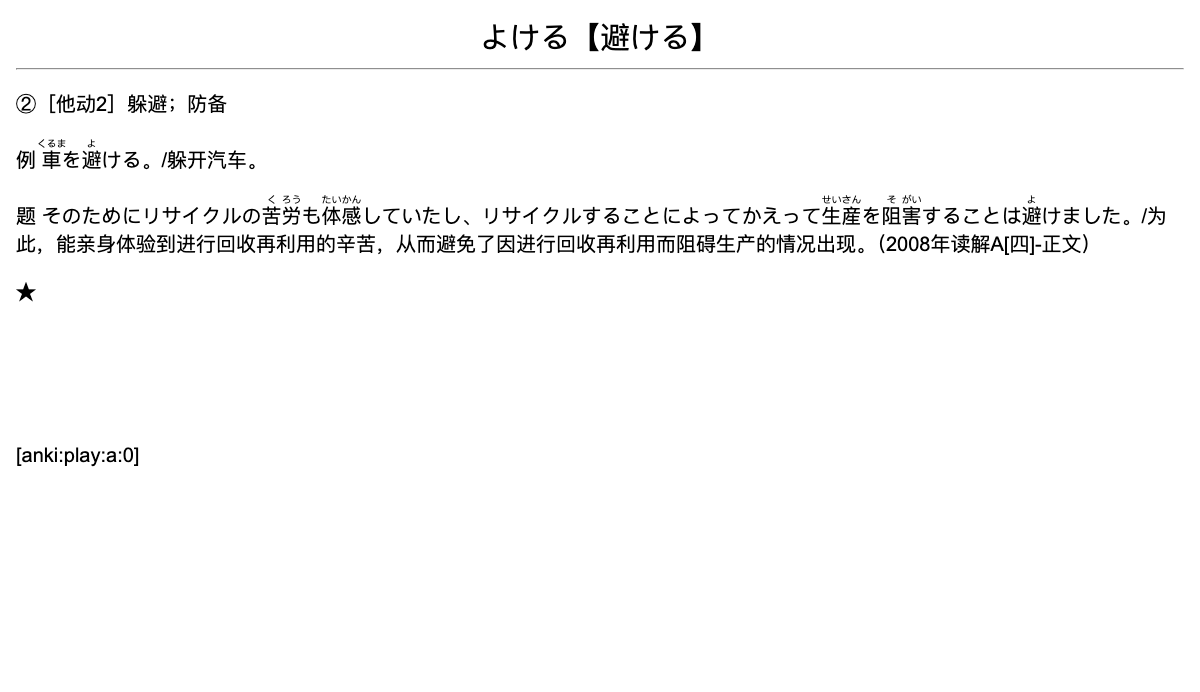 よける【避ける】
②［他动2］躲避；防备
くるま よ
例 車を避ける。/躲开汽车。
く ろう たいかん せいさん そ がい よ
题 そのためにリサイクルの苦労も体感していたし、リサイクルすることによってかえって生産を阻害することは避けました。/为
此，能亲身体验到进行回收再利用的辛苦，从而避免了因进行回收再利用而阻碍生产的情况出现。（2008年读解A[四]-正文）
★
[anki:play:a:0]